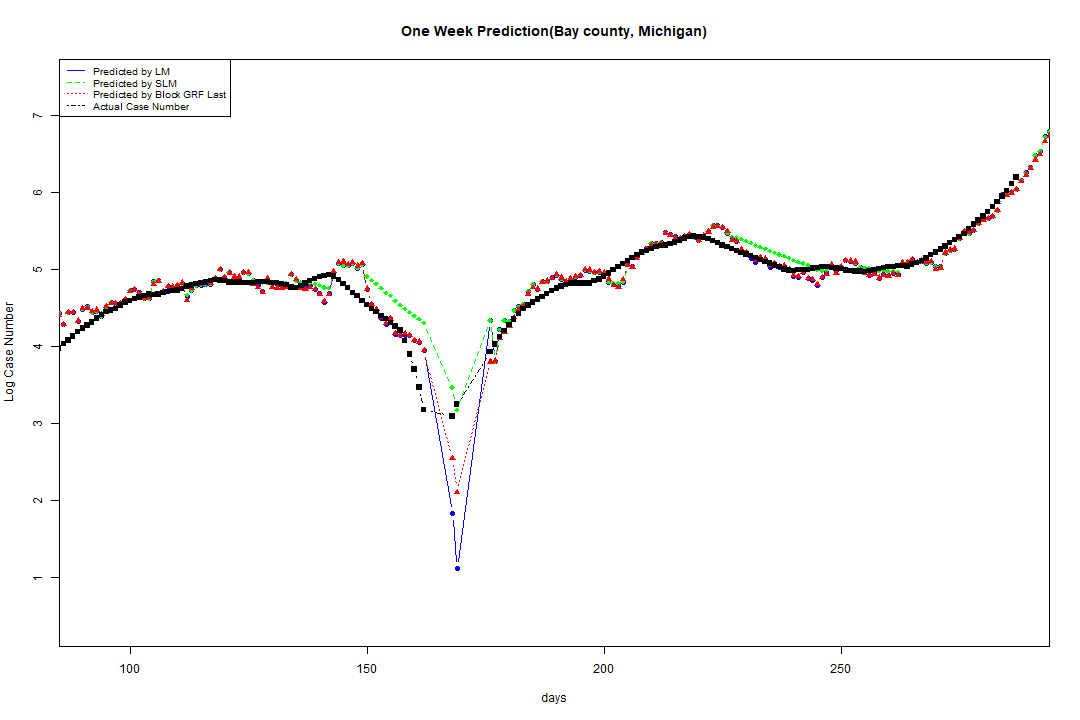 One Week Prediction(Bay county, Michigan)
Predicted by LM
Predicted by SLM
Predicted by Block GRF Last
Actual Case Number
7
6
5
4
3
2
1
Log Case Number
100 150 200 250
days